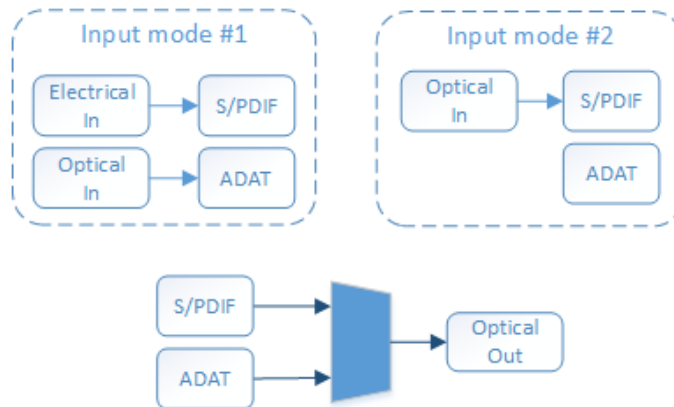 Input mode #1
Electrical
In
S/PDIF
Optical
In
ADAT
Input mode #2
Optical
In
S/PDIF
ADAT
S/PDIF
ADAT
Optical
Out